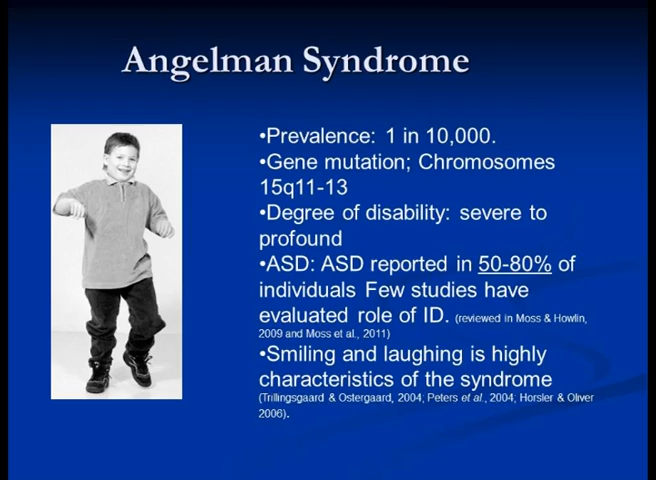 Angelman Syndrome
•Prevalence: 1 in 10,000.
•Gene mutation; Chromosomes
15q11-13
•Degree of disability: severe to
profound
•ASD: ASD reported in 50-80% of
individuals Few studies have
evaluated role of ID. (reviewed in Moss & Howlin,
2009 and Moss et al., 2011)
•Smiling and laughing is highly
characteristics of the syndrome
(Trillingsgaard & Ostergaard, 2004; Peters et al., 2004; Horsler & Oliver
2006).